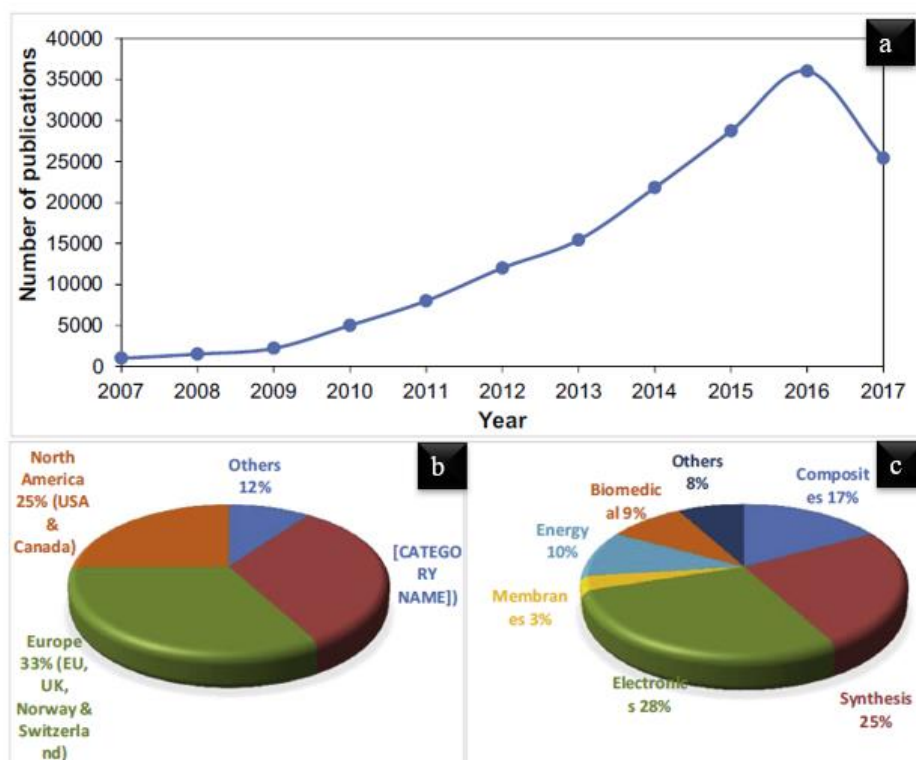 a
40000
35000
30000
25000
20000
15000
10000
5000
0
Number of publications
2007 2008 2009 2010 2011 2012 2013 2014 2015 2016 2017
Year
b
North
America
25% (USA
&
Canada)
Others
12%
[CATEGO
RY
NAME])
Europe
33% (EU,
UK,
Norway &
Switzerla
nd)
c
Others
8%
Composit
es 17%
Biomedic
al 9%
Energy
10%
Membran
es 3%
Electronic
s 28%
Synthesis
25%